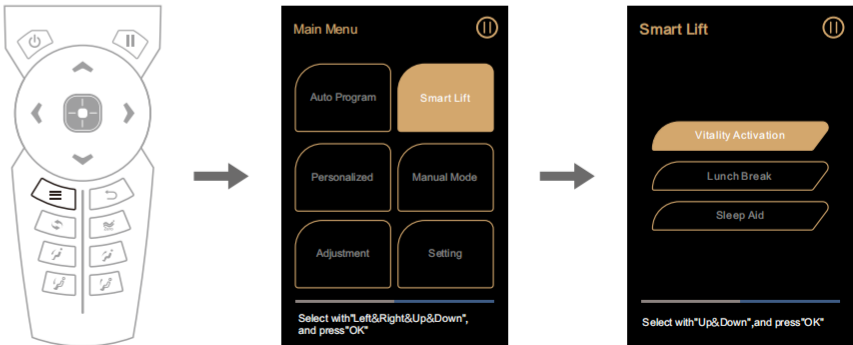 Main Menu
Auto Program
Smart Lift
Personalized
Manual Mode
Adjustment
Setting
Select with"Left&Right&Up&Down",
and press"OK"
Smart Lift
Vitality Activation
Lunch Break
Sleep Aid
Select with"Up&Down",and press"OK"